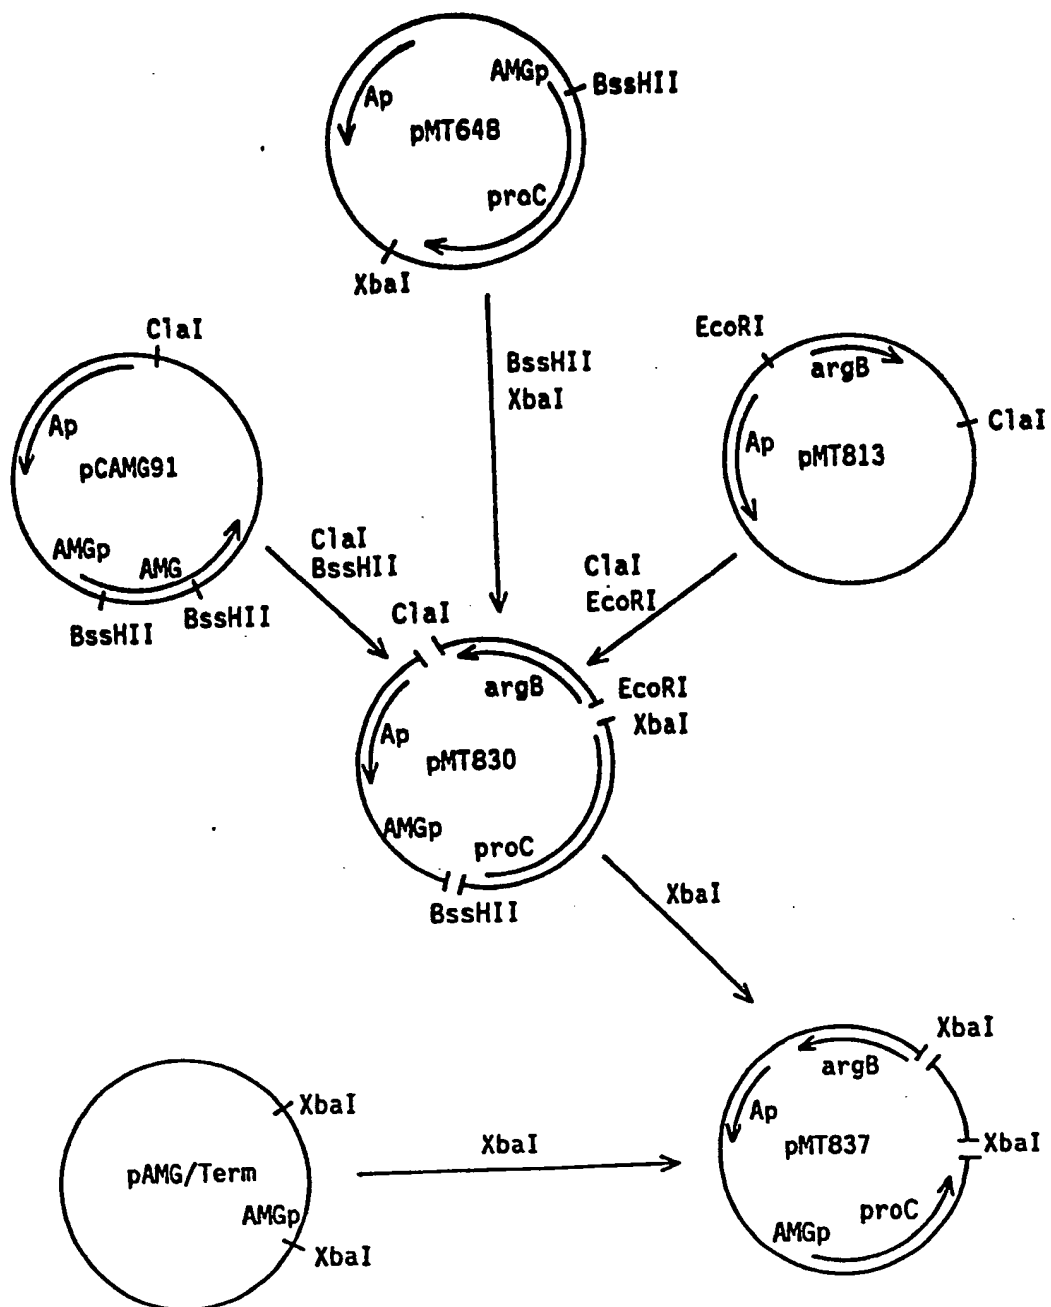 AMGp
BssHII
Ap
pMT648
proC
XbaI
BssHII
XbaI
ClaI
Ap
pCAMG91
AMGp
AMG
BssHII
BssHII
EcoRI
argB
ClaI
Ap
pMT813
ClaI
BssHII
ClaI
EcoRI
ClaI
argB
EcoRI
XbaI
Ap
pMT830
AMGp
proC
BssHII
XbaI
XbaI
pAMG/Term
AMGp
XbaI
XbaI
XbaI
argB
Ap
pMT837
XbaI
proC
AMGp